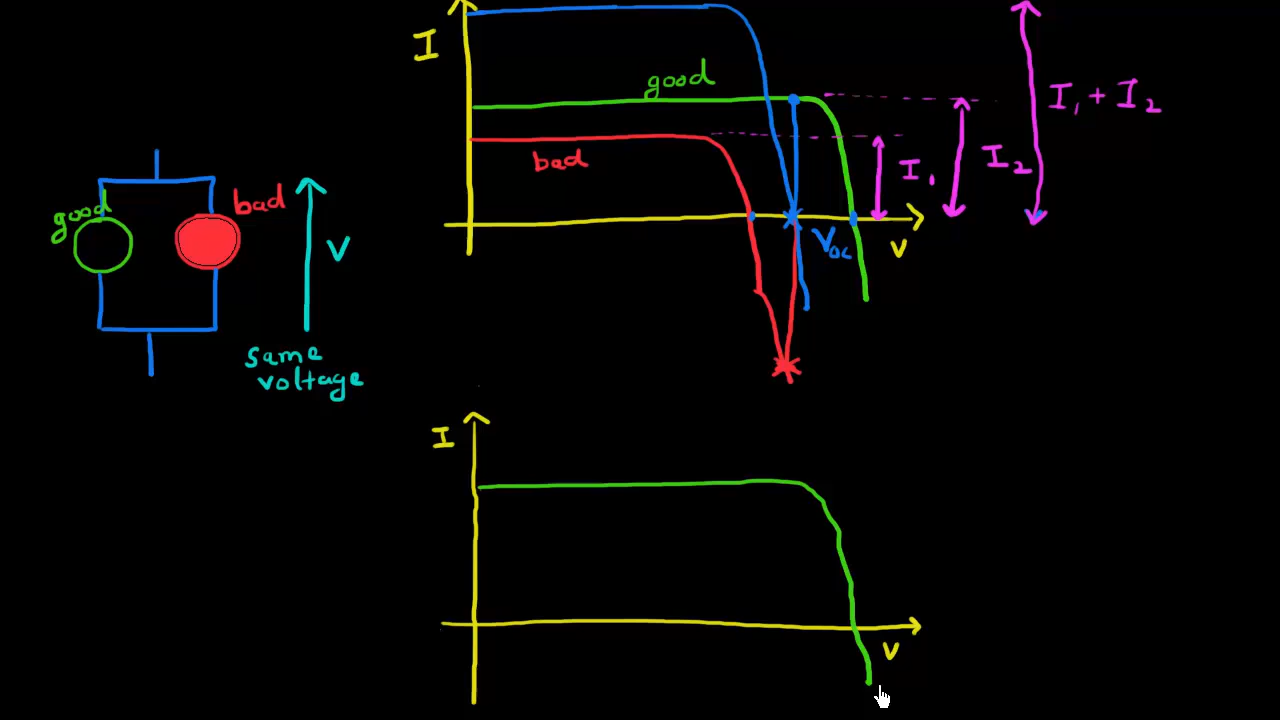 I
good
bad
I₁
I₂
I₁ + I₂
V
Voc
good
bad
V
same
voltage
I
V